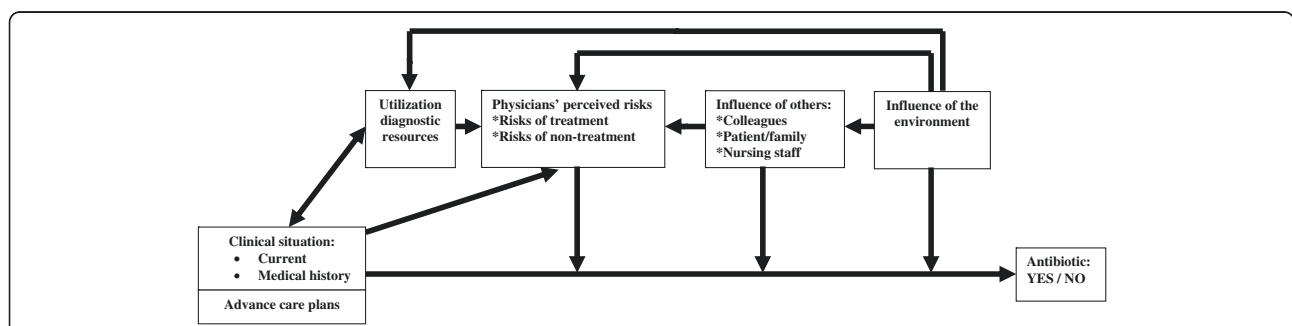 Utilization
diagnostic
resources
Physicians' perceived risks
*Risks of treatment
*Risks of non-treatment
Influence of others:
*Colleagues
*Patient/family
*Nursing staff
Influence of the
environment
Clinical situation:
• Current
• Medical history
Advance care plans
Antibiotic:
YES / NO